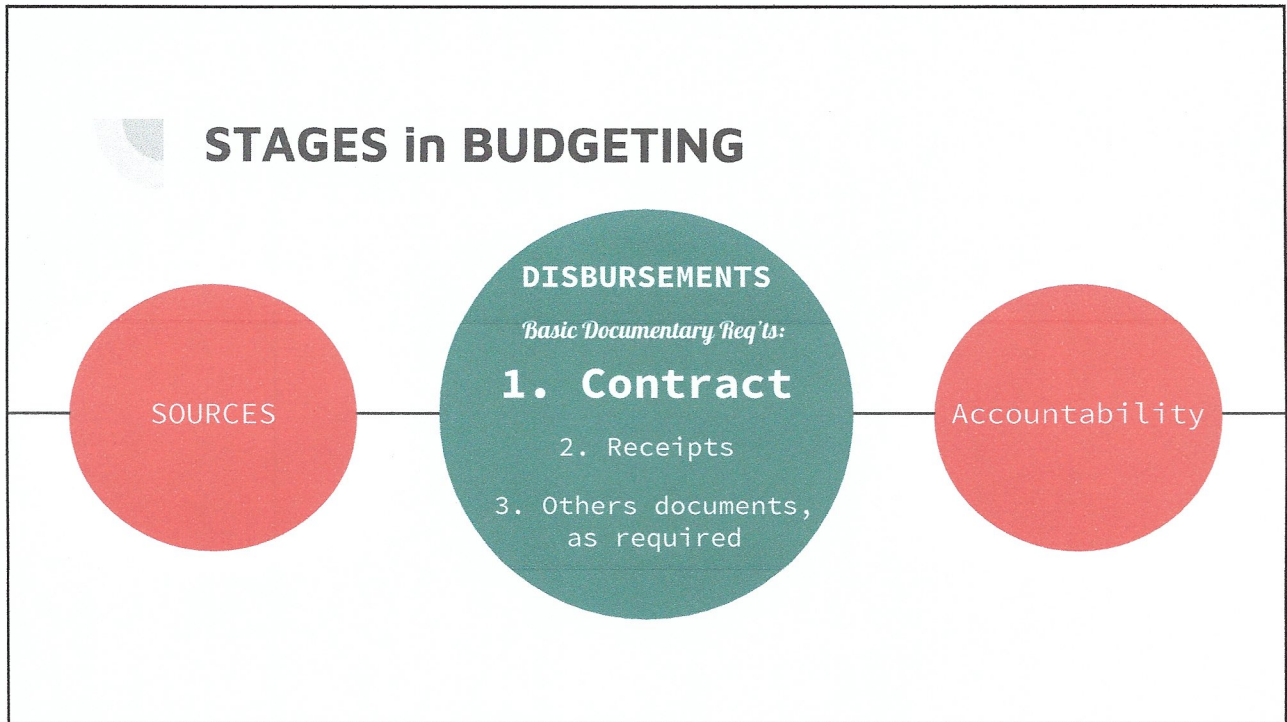 STAGES in BUDGETING
SOURCES
DISBURSEMENTS
Basic Documentary Req'ts:
1. Contract
2. Receipts
3. Others documents,
as required
Accountability